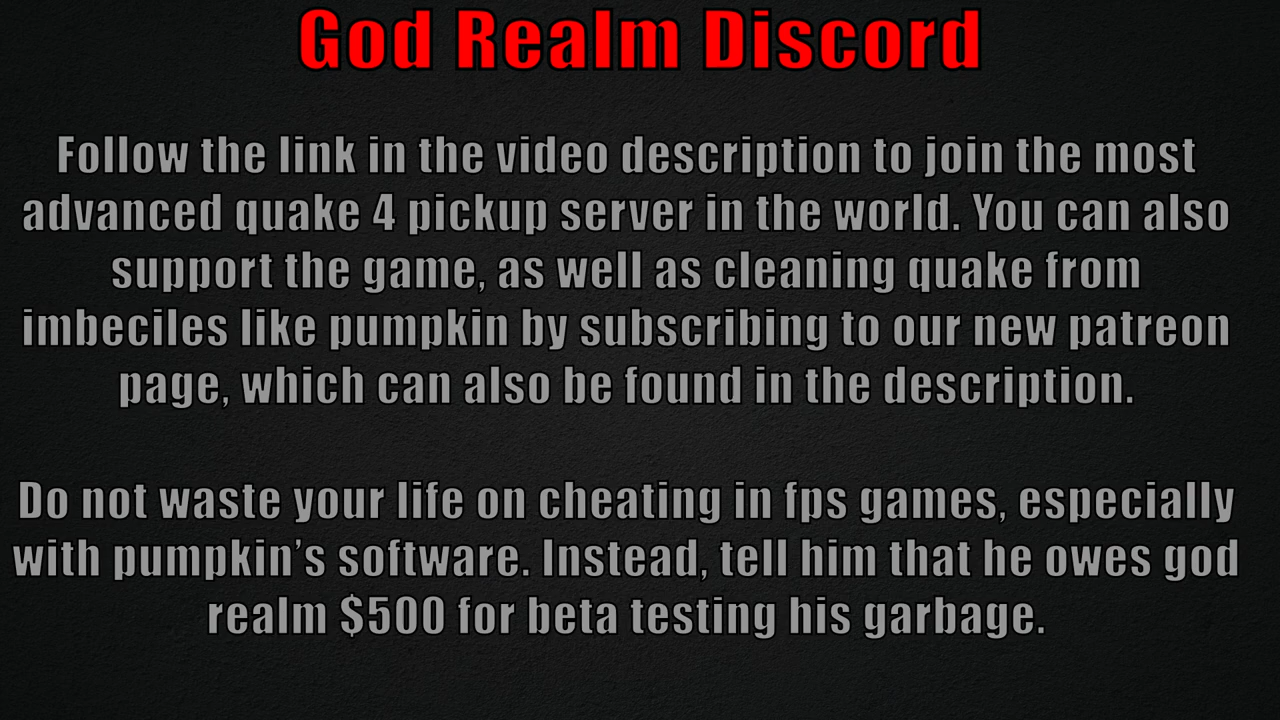 God Realm Discord
Follow the link in the video description to join the most
advanced quake 4 pickup server in the world. You can also
support the game, as well as cleaning quake from
imbeciles like pumpkin by subscribing to our new patreon
page, which can also be found in the description.
Do not waste your life on cheating in fps games, especially
with pumpkin’s software. Instead, tell him that he owes god
realm $500 for beta testing his garbage.